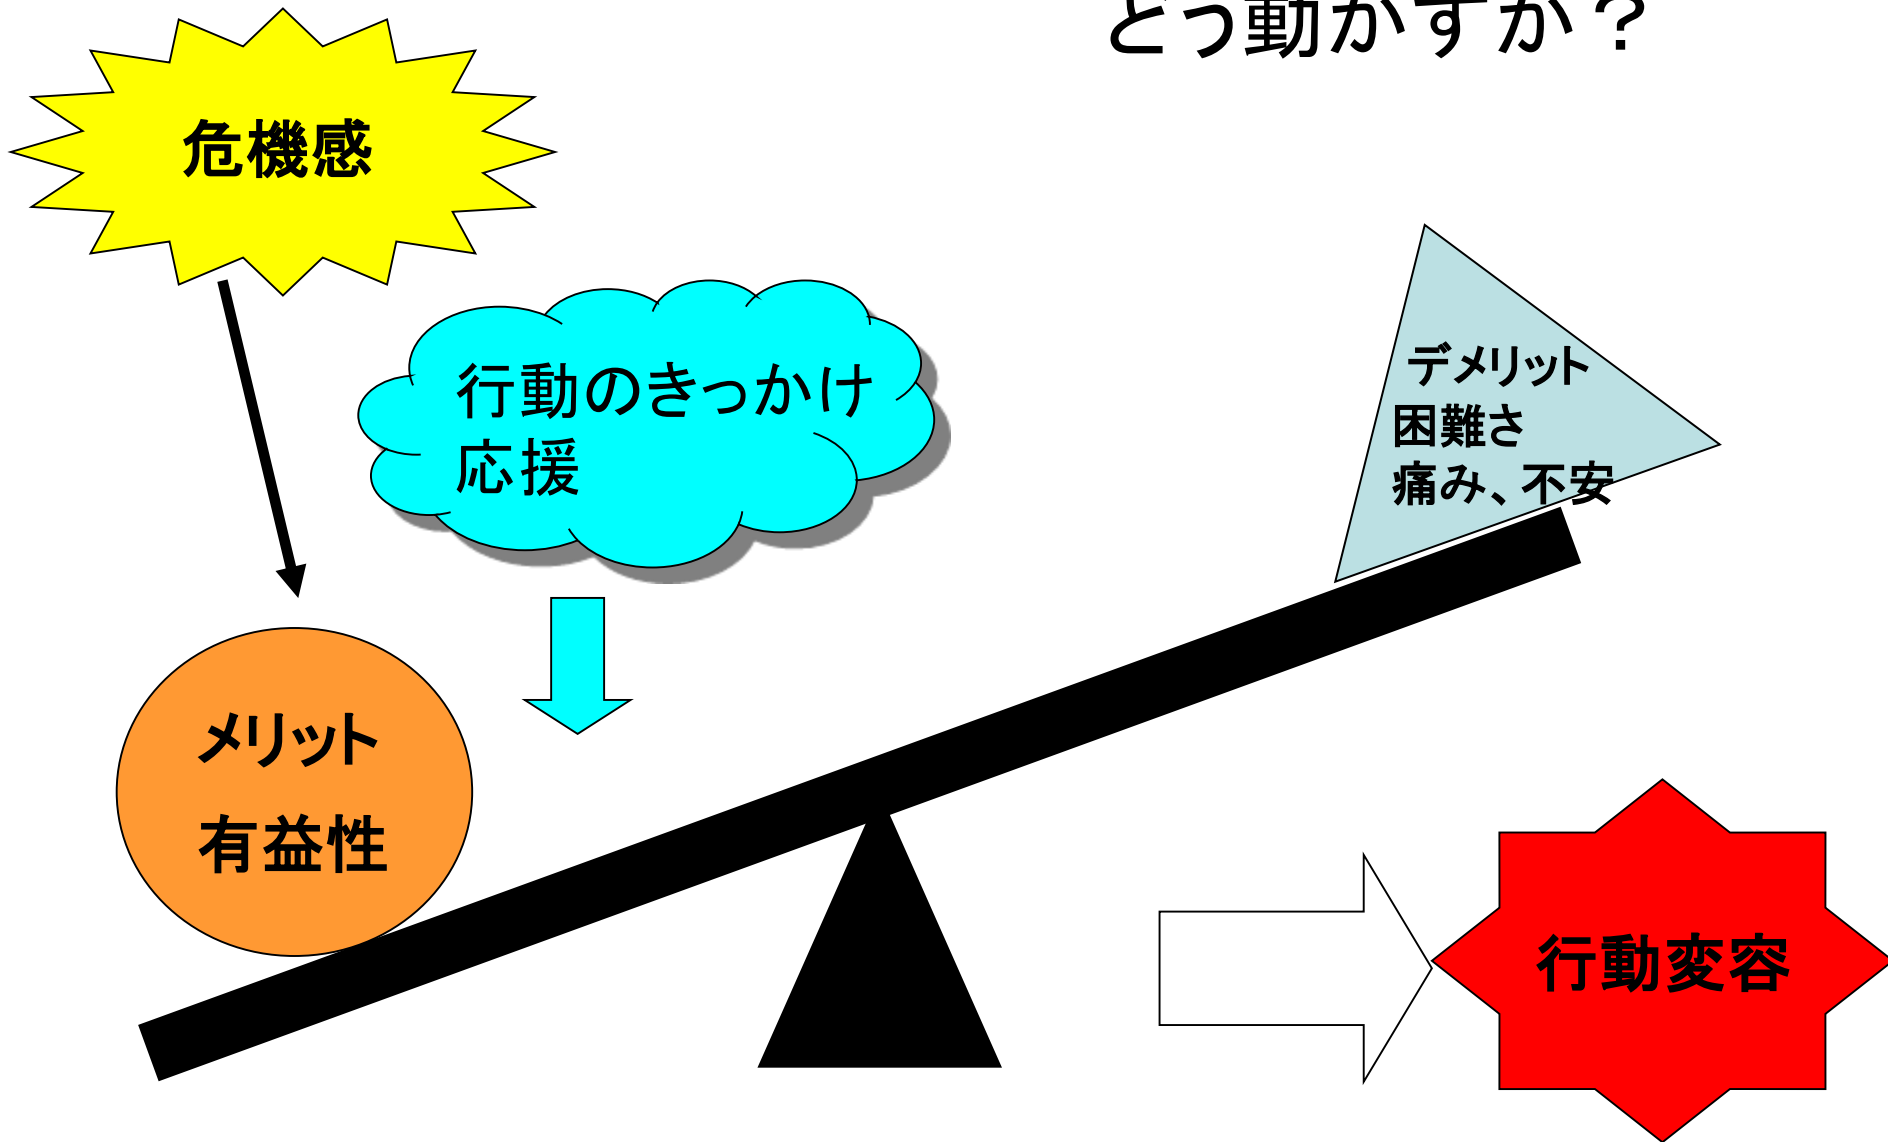 どう動かすか？
危機感
行動のきっかけ
応援
デメリット
困難さ
痛み、不安
メリット
有益性
行動変容